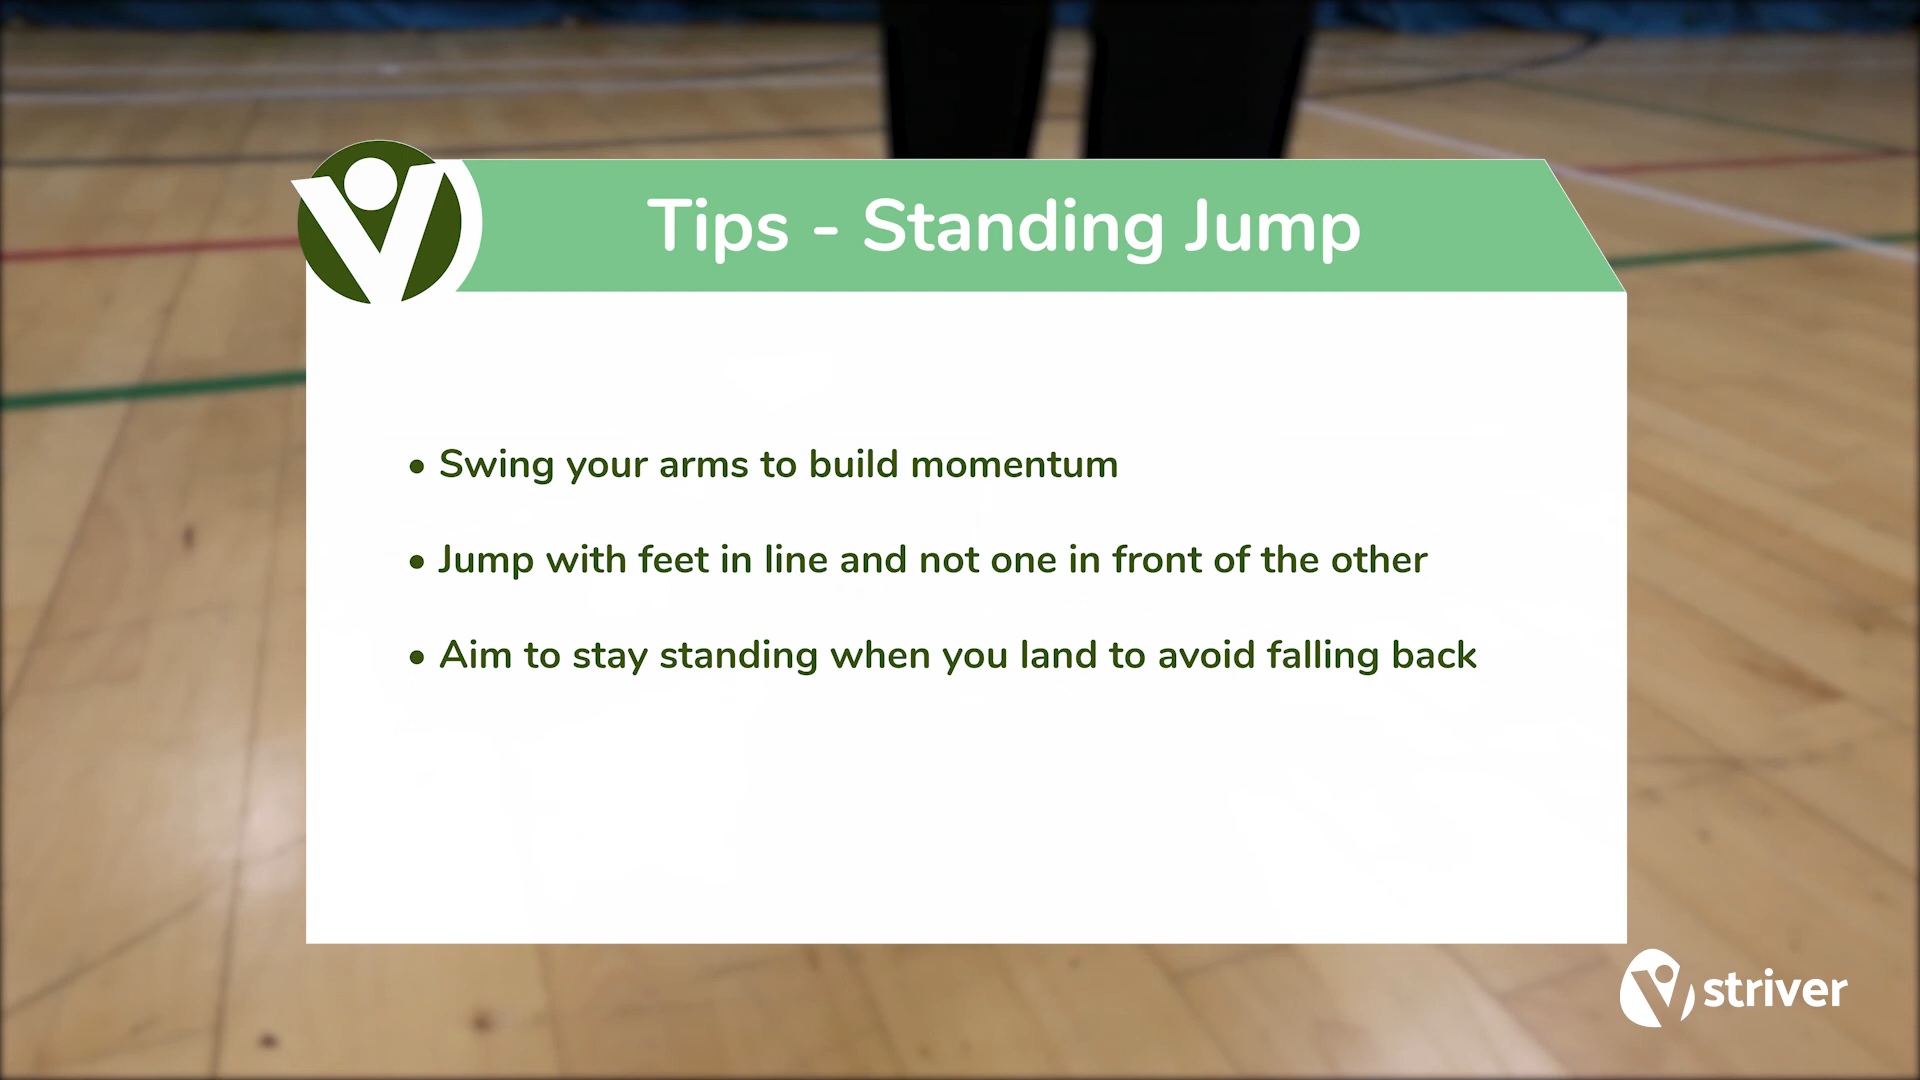 Tips - Standing Jump
• Swing your arms to build momentum
• Jump with feet in line and not one in front of the other
• Aim to stay standing when you land to avoid falling back
striver